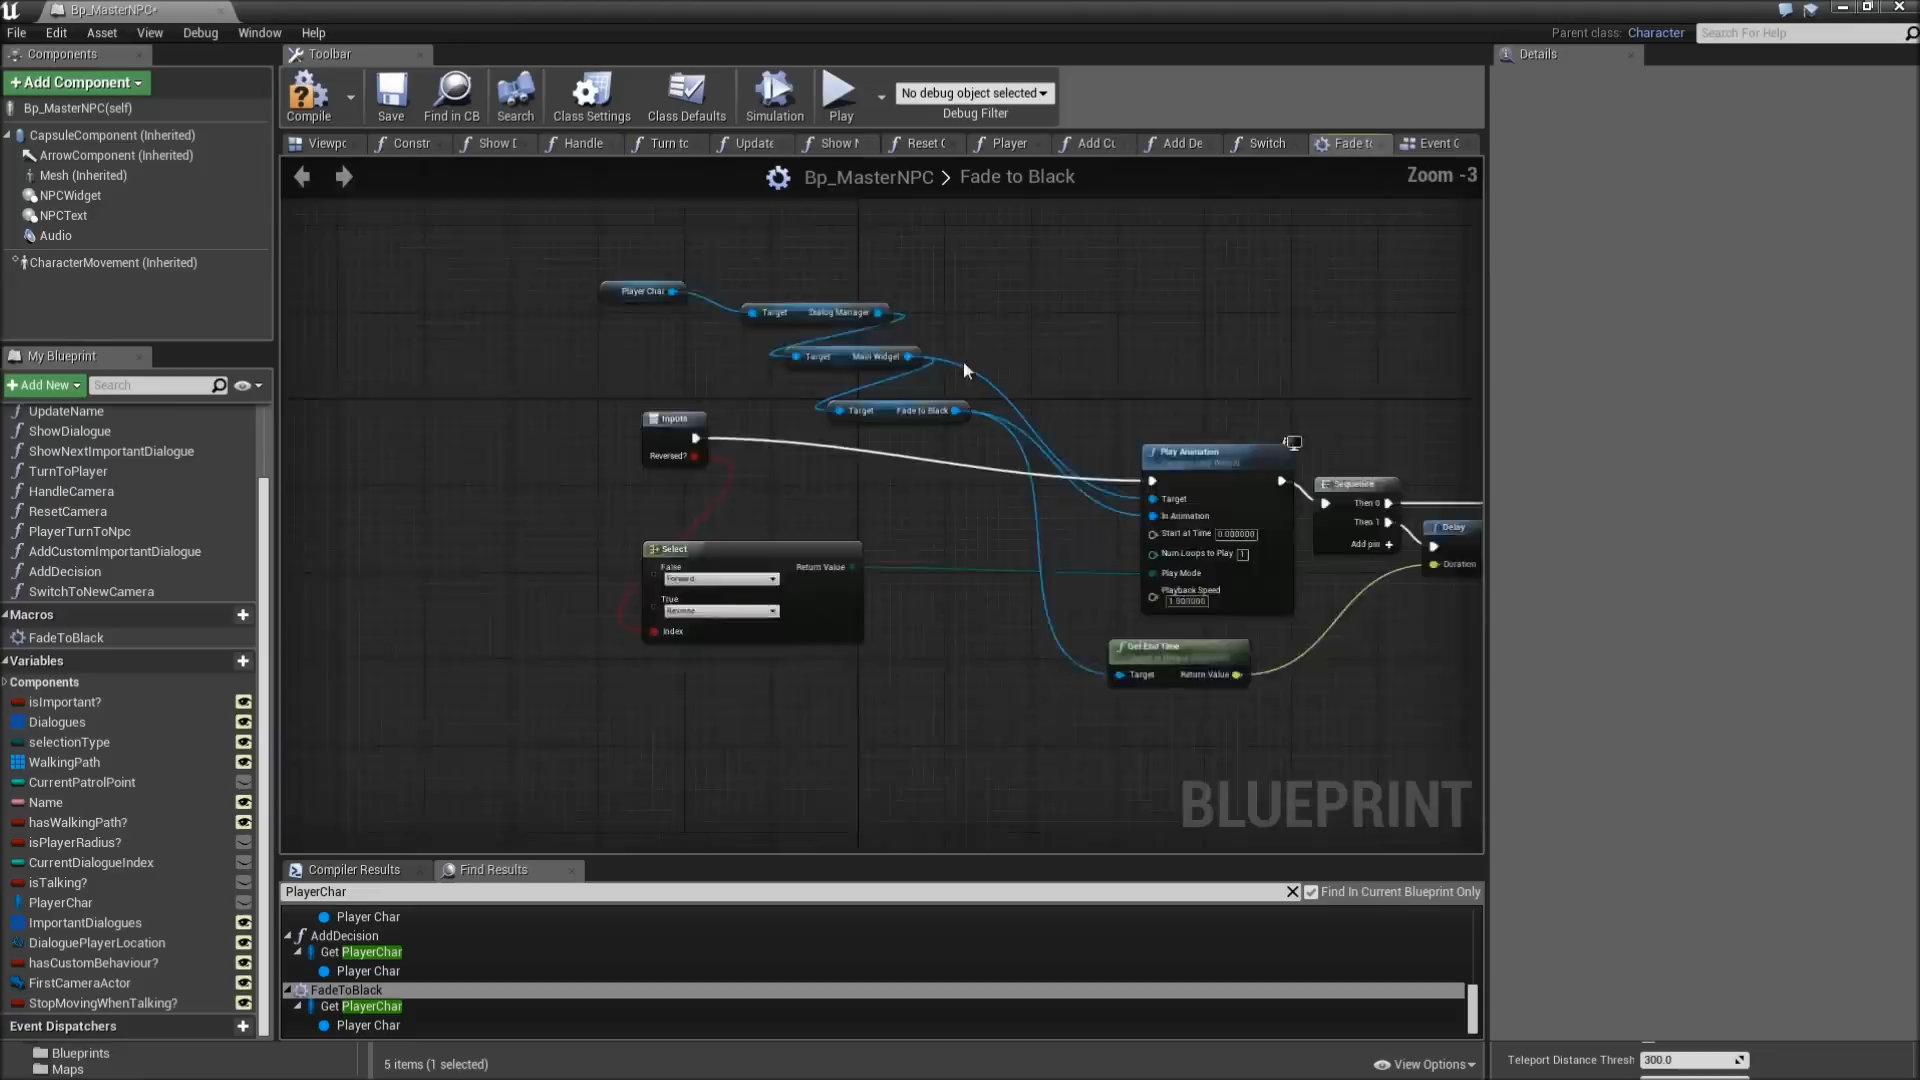 Bp_MasterNPC*
File Edit Asset View Debug Window Help
Parent class: Character
Search For Help
Components
Toolbar
Details
+Add Component
Bp_MasterNPC(self)
CapsuleComponent (Inherited)
ArrowComponent (Inherited)
Mesh (Inherited)
NPCWidget
NPCText
Audio
CharacterMovement (Inherited)
Compile
Save
Find in CB
Search
Class Settings
Class Defaults
Simulation
Play
No debug object selected
Debug Filter
Viewpo
Constr
Show D
Handle
Turn to
Update
Show N
Reset C
Player
Add Cu
Add De
Switch
Fade to
Event G
Bp_MasterNPC > Fade to Black
Zoom -3
Player Char
Target Dialog Manager
Target Main Widget
Target Fade to Black
Inputs
Reversed?
Select
False
Forward
True
Reverse
Index
Return Value
Play Animation
Target
In Animation
Start at Time 0.000000
Num Loops to Play 1
Play Mode
Playback Speed
1.000000
Sequence
Then 0
Then 1
Add pin +
Delay
Duration
Get End Time
Target Return Value
BLUEPRINT
My Blueprint
+Add New
Search
UpdateName
ShowDialogue
ShowNextImportantDialogue
TurnToPlayer
HandleCamera
ResetCamera
PlayerTurnToNpc
AddCustomImportantDialogue
AddDecision
SwitchToNewCamera
Macros
FadeToBlack
Variables
Components
isImportant?
Dialogues
selectionType
WalkingPath
CurrentPatrolPoint
Name
hasWalkingPath?
isPlayerRadius?
CurrentDialogueIndex
isTalking?
PlayerChar
ImportantDialogues
DialoguePlayerLocation
hasCustomBehaviour?
FirstCameraActor
StopMovingWhenTalking?
Event Dispatchers
Blueprints
Maps
Compiler Results
Find Results
PlayerChar
Find In Current Blueprint Only
Player Char
AddDecision
Get PlayerChar
Player Char
FadeToBlack
Get PlayerChar
Player Char
5 items (1 selected)
View Options
Teleport Distance Thresh 300.0